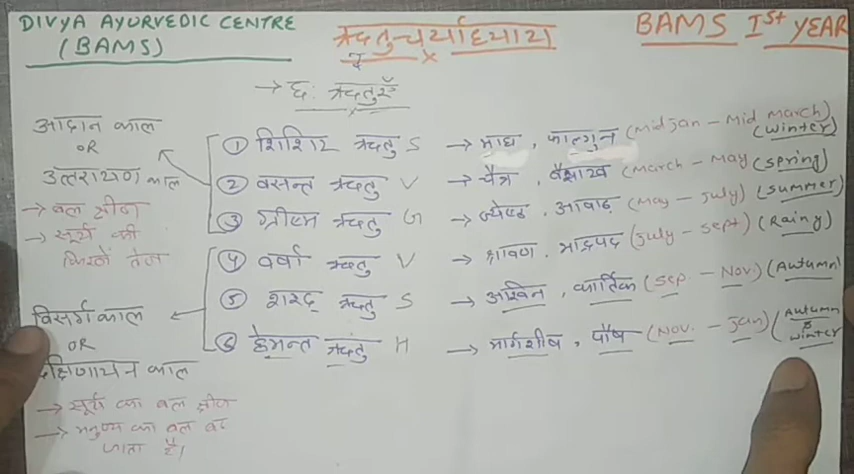 DIVYA AYURVEDIC CENTRE
(BAMS)
ऋतुचर्याध्याय
BAMS Ist YEAR
→ छः ऋतुएँ
आदान काल
OR
उत्तरायण काल
→ बल क्षीण
→ सूर्य की
किरणें तेज
① शिशिर ऋतु S → माघ, फाल्गुन (mid Jan - Mid March) (winter)
② वसन्त ऋतु V → चैत्र, वैशाख (March - May) (spring)
③ ग्रीष्म ऋतु G → ज्येष्ठ, आषाढ़ (May - July) (summer)
④ वर्षा ऋतु V → श्रावण, भाद्रपद (July - Sept) (Rainy)
⑤ शरद् ऋतु S → अश्विन, कार्तिक (Sep - Nov) (Autumn)
⑥ हेमन्त ऋतु H → मार्गशीष, पौष (Nov. - Jan) (Autumn & winter)
विसर्ग काल
OR
दक्षिणायन काल
→ सूर्य का बल क्षीण
→ मनुष्य का बल बढ़
जाता है।